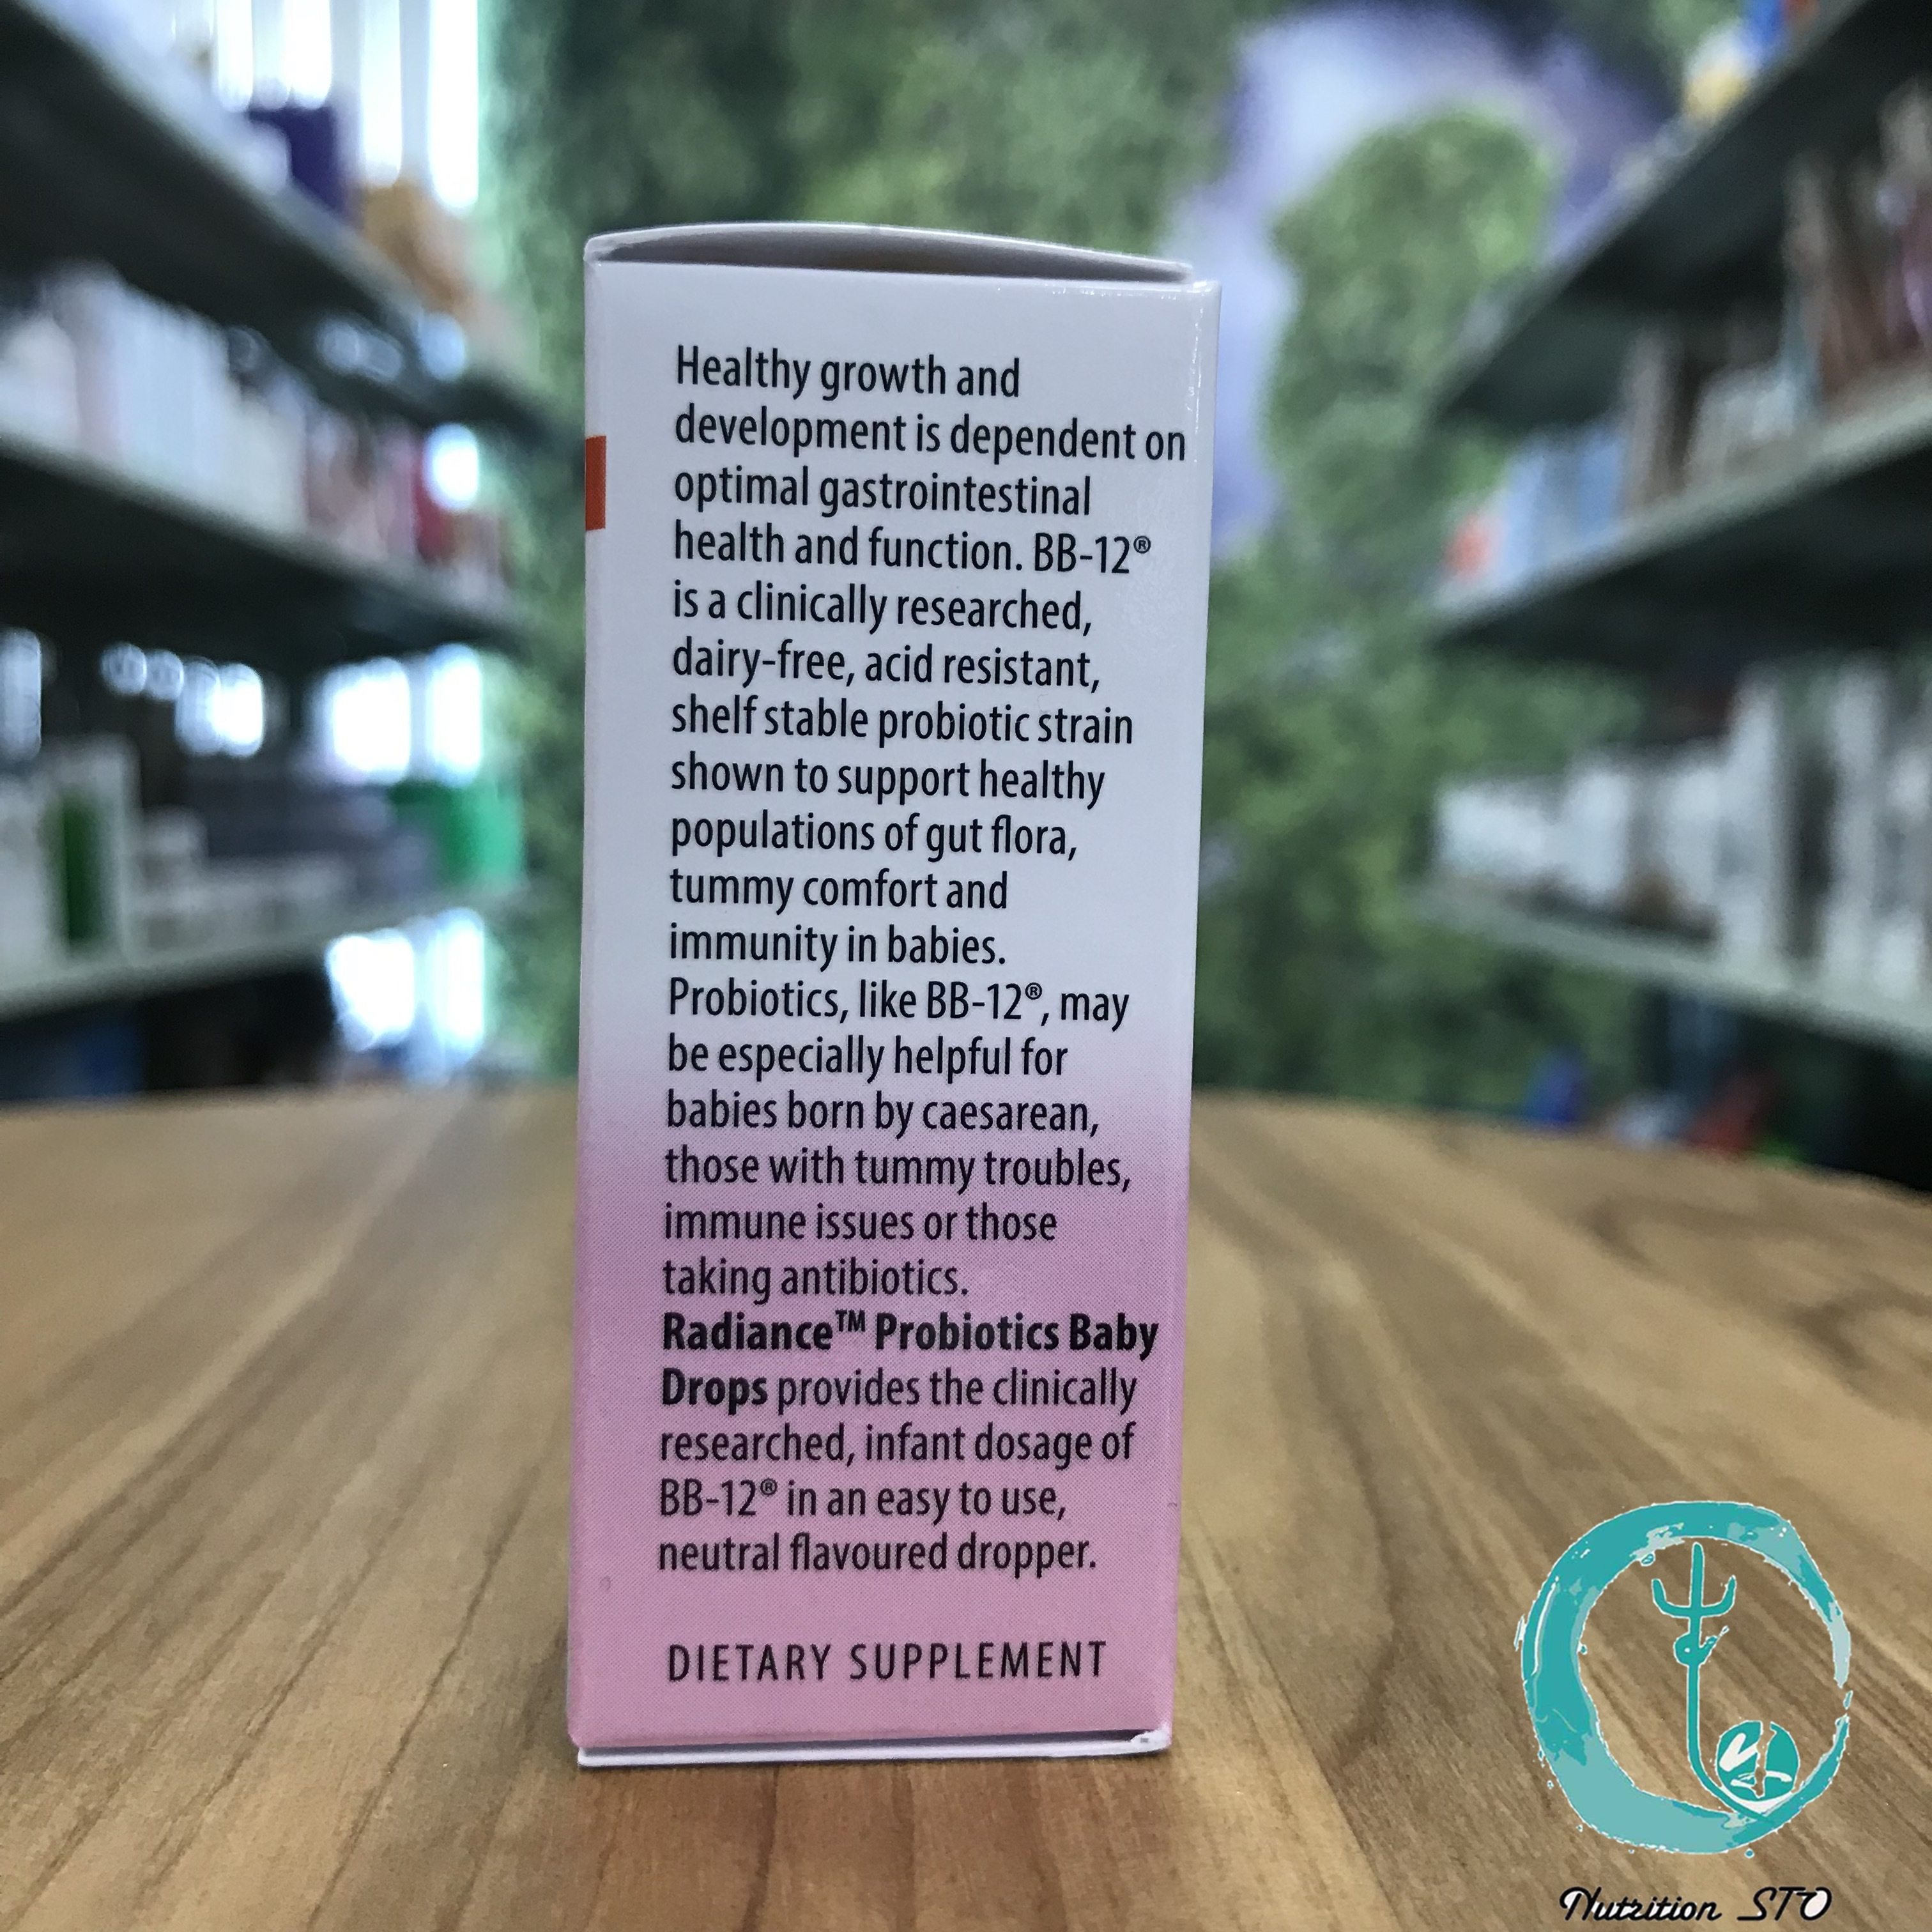 Healthy growth and
development is dependent on
optimal gastrointestinal
health and function. BB-12®
is a clinically researched,
dairy-free, acid resistant,
shelf stable probiotic strain
shown to support healthy
populations of gut flora,
tummy comfort and
immunity in babies.
Probiotics, like BB-12®, may
be especially helpful for
babies born by caesarean,
those with tummy troubles,
immune issues or those
taking antibiotics.
Radiance™ Probiotics Baby
Drops provides the clinically
researched, infant dosage of
BB-12® in an easy to use,
neutral flavoured dropper.
DIETARY SUPPLEMENT
Nutrition STO